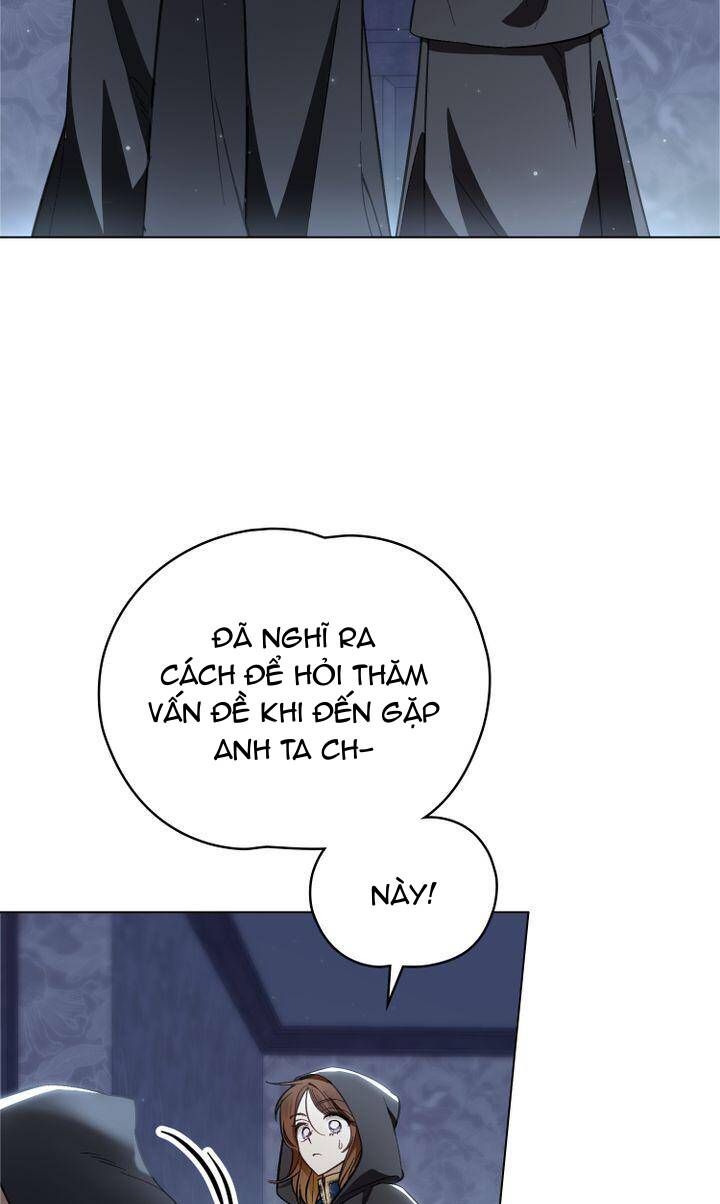 ĐÃ NGHĨ RA
CÁCH ĐỂ HỎI THĂM
VẤN ĐỀ KHI ĐẾN GẶP
ANH TA CH-
NÀY!